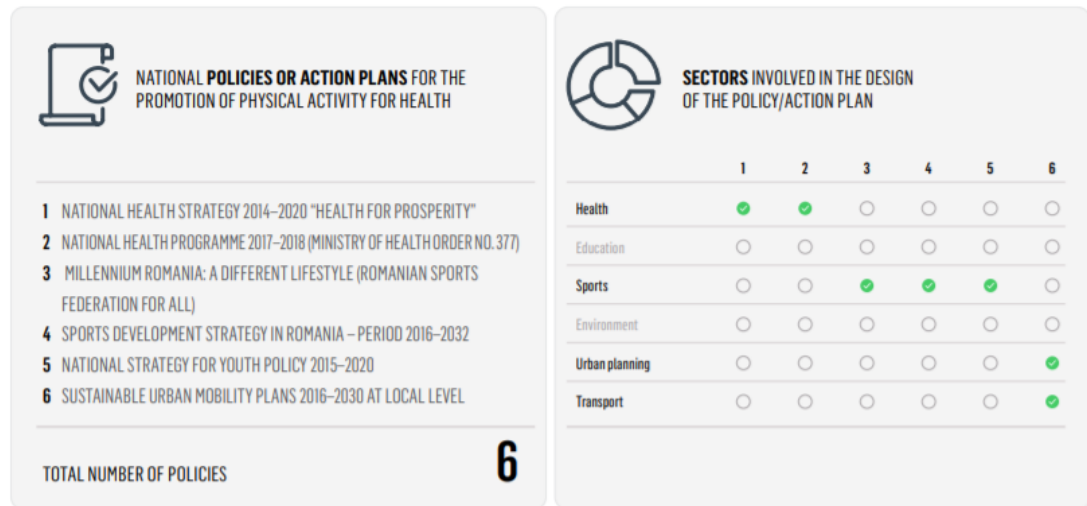 NATIONAL POLICIES OR ACTION PLANS FOR THE
PROMOTION OF PHYSICAL ACTIVITY FOR HEALTH
1 NATIONAL HEALTH STRATEGY 2014–2020 “HEALTH FOR PROSPERITY”
2 NATIONAL HEALTH PROGRAMME 2017–2018 (MINISTRY OF HEALTH ORDER NO. 377)
3 MILLENNIUM ROMANIA: A DIFFERENT LIFESTYLE (ROMANIAN SPORTS
FEDERATION FOR ALL)
4 SPORTS DEVELOPMENT STRATEGY IN ROMANIA – PERIOD 2016–2032
5 NATIONAL STRATEGY FOR YOUTH POLICY 2015–2020
6 SUSTAINABLE URBAN MOBILITY PLANS 2016–2030 AT LOCAL LEVEL
TOTAL NUMBER OF POLICIES 6
SECTORS INVOLVED IN THE DESIGN
OF THE POLICY/ACTION PLAN
1 2 3 4 5 6
Health
Education
Sports
Environment
Urban planning
Transport